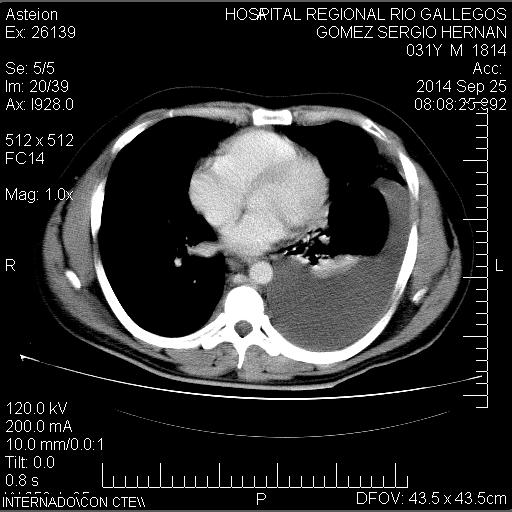 Asteion
Ex: 26139
Se: 5/5
Im: 20/39
Ax: I928.0
512 x 512
FC14
Mag: 1.0x
HOSPITAL REGIONAL RIO GALLEGOS
A
GOMEZ SERGIO HERNAN
031Y M 1814
Acc:
2014 Sep 25
08:08:25.292
R
L
120.0 kV
200.0 mA
10.0 mm/0.0:1
Tilt: 0.0
0.8 s
INTERNADO\CON CTE\\
P
DFOV: 43.5 x 43.5cm